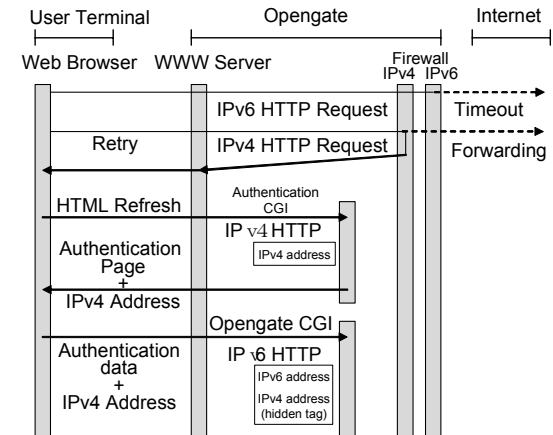 User Terminal
Opengate
Internet
Web Browser
WWW Server
Firewall
IPv4
IPv6
IPv6 HTTP Request
Timeout
Retry
IPv4 HTTP Request
Forwarding
HTML Refresh
Authentication
CGI
IP v4 HTTP
IPv4 address
Authentication
Page
+
IPv4 Address
Opengate CGI
Authentication
data
+
IPv4 Address
IP v6 HTTP
IPv6 address
IPv4 address
(hidden tag)